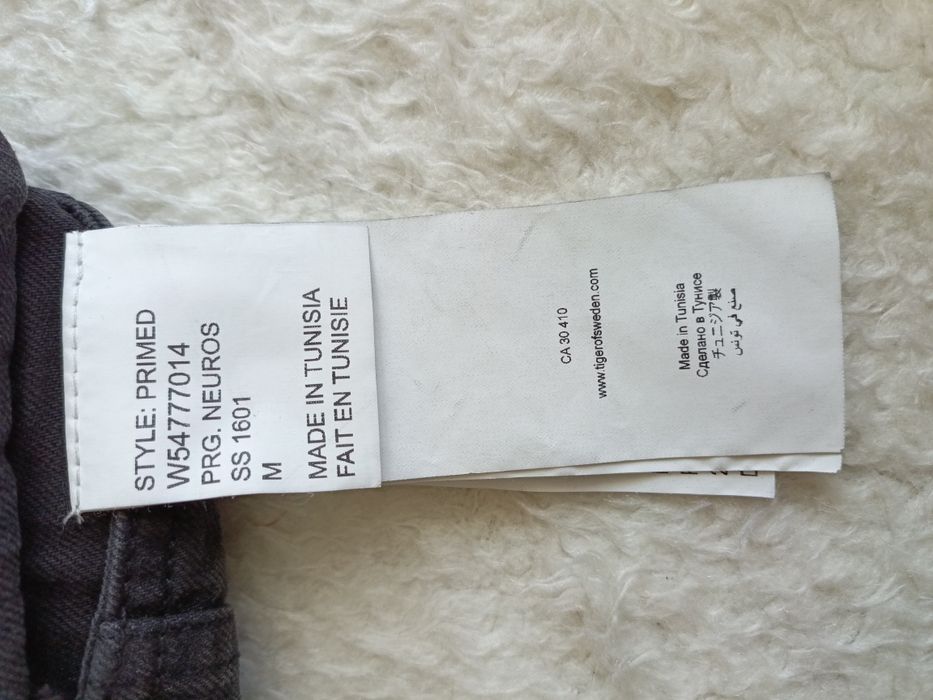 STYLE: PRIMED
W54777014
PRG. NEUROS
SS 1601
M
MADE IN TUNISIA
FAIT EN TUNISIE
CA 30 410
www.tigerofsweden.com
Made in Tunisia
Сделано в Тунисе
チュニジア製
صنع في تونس